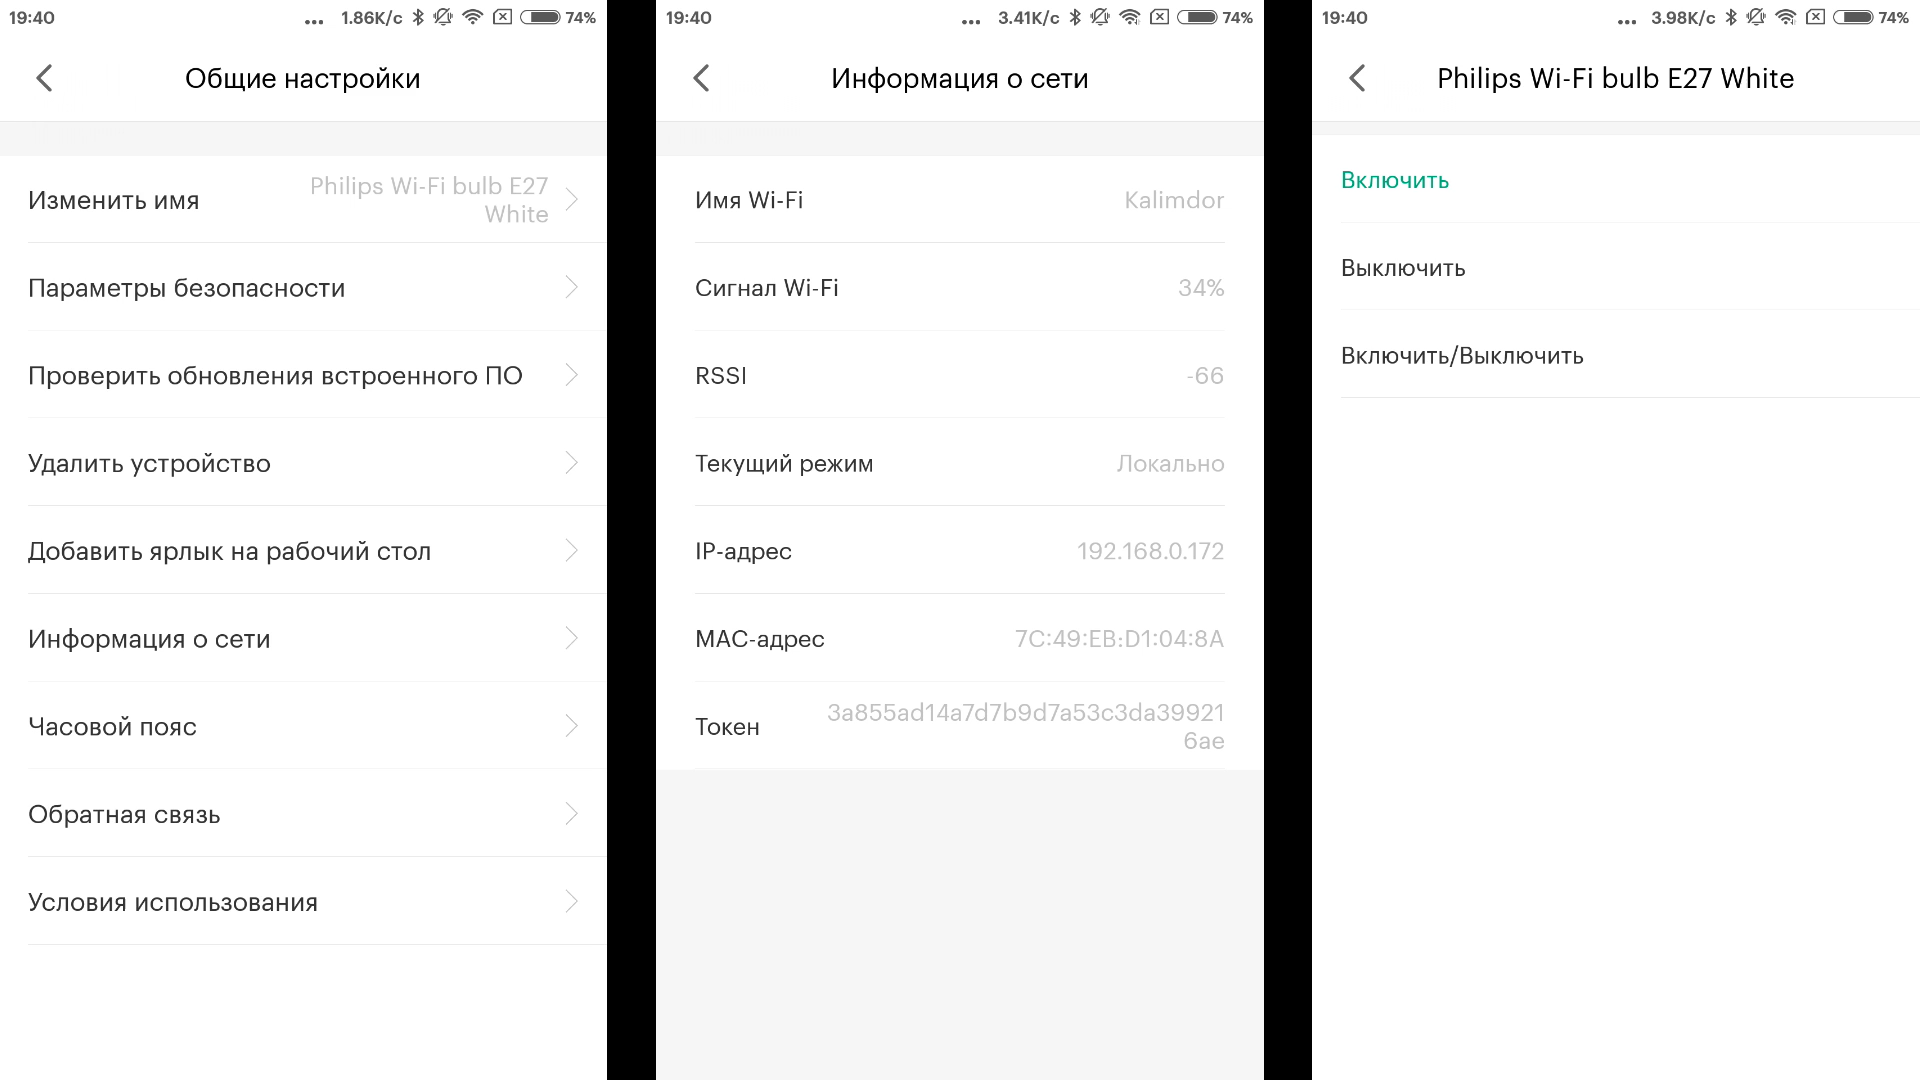 19:40
... 1.86K/c 74%
Общие настройки
Изменить имя
Philips Wi-Fi bulb E27
White
Параметры безопасности
Проверить обновления встроенного ПО
Удалить устройство
Добавить ярлык на рабочий стол
Информация о сети
Часовой пояс
Обратная связь
Условия использования
19:40
... 3.41K/c 74%
Информация о сети
Имя Wi-Fi
Kalimdor
Сигнал Wi-Fi
34%
RSSI
-66
Текущий режим
Локально
IP-адрес
192.168.0.172
MAC-адрес
7C:49:EB:D1:04:8A
Токен
3a855ad14a7d7b9d7a53c3da39921
6ae
19:40
... 3.98K/c 74%
Philips Wi-Fi bulb E27 White
Включить
Выключить
Включить/Выключить